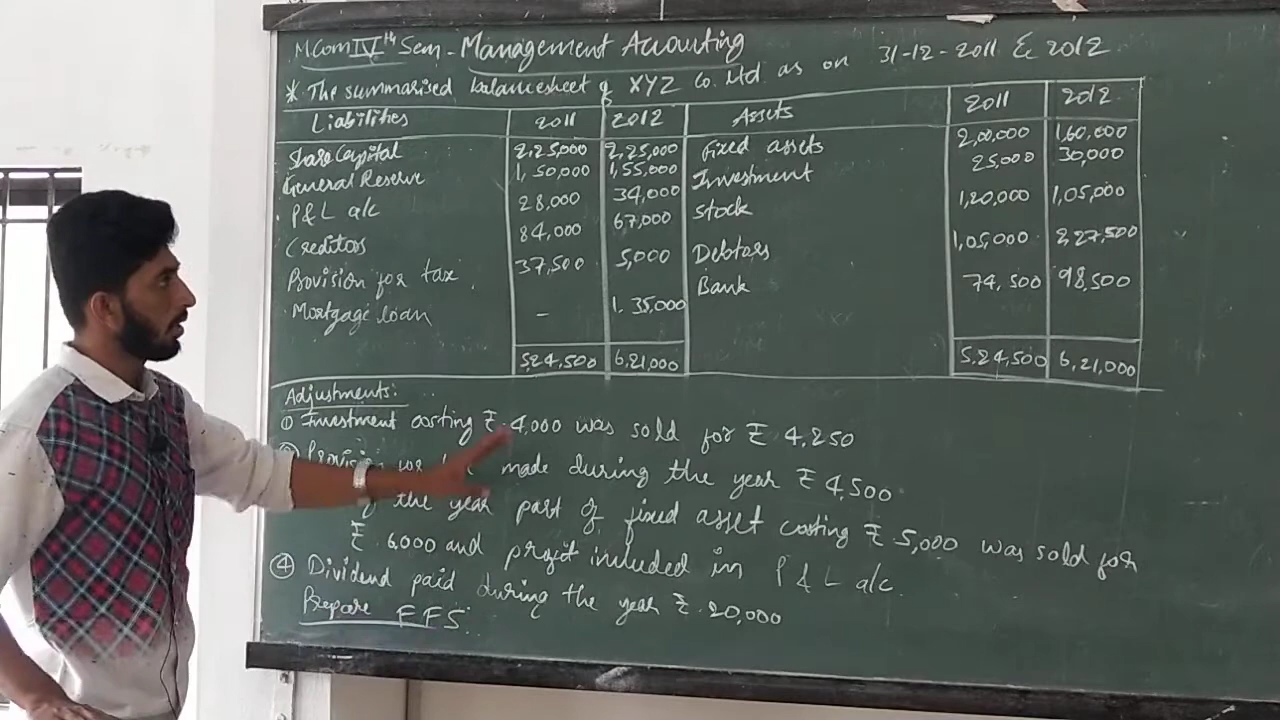 MCom IVth Sem - Management Accounting
* The summarised balancesheet of XYZ Co. Ltd as on 31-12-2011 & 2012
Liabilities 2011 2012 Assets 2011 2012
Share Capital 2,25,000 2,25,000 Fixed assets 2,00,000 1,60,000
General Reserve 1,50,000 1,55,000 Investment 25,000 30,000
P&L a/c 28,000 34,000 Stock 1,20,000 1,05,000
Creditors 84,000 67,000 Debtors 1,05,000 2,27,500
Provision for tax 37,500 5,000 Bank 74,500 98,500
Mortgage loan - 1,35,000
5,24,500 6,21,000 5,24,500 6,21,000
Adjustments:
① Investment costing ₹ 4,000 was sold for ₹ 4,250
made during the year ₹ 4,500
the year part of fixed asset costing ₹ 5,000 was sold for
₹ 6,000 and profit included in P&L a/c.
④ Dividend paid during the year ₹ 20,000
Prepare FFS.